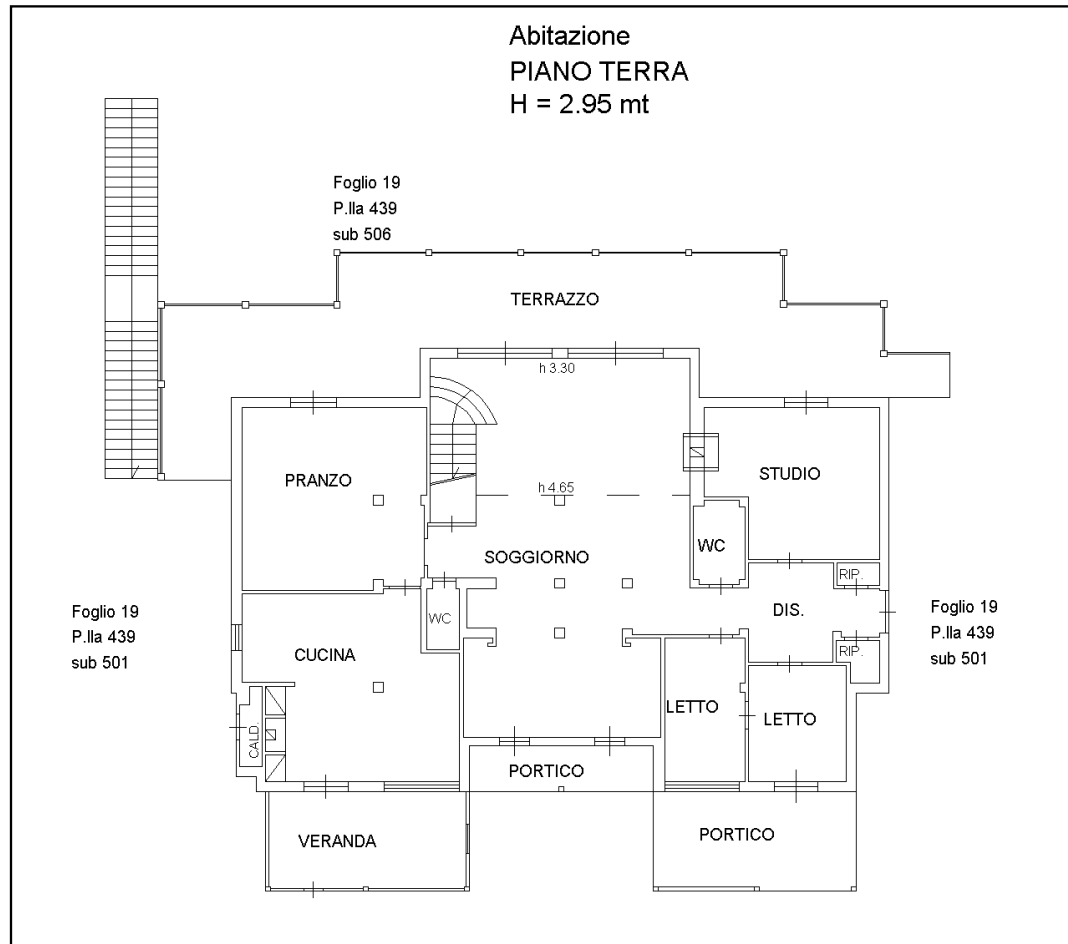 Abitazione
PIANO TERRA
H = 2.95 mt
Foglio 19
P.lla 439
sub 506
TERRAZZO
h 3.30
PRANZO
STUDIO
h 4.65
WC
SOGGIORNO
RIP.
Foglio 19
P.lla 439
sub 501
WC
DIS.
Foglio 19
P.lla 439
sub 501
CUCINA
RIP.
LETTO
LETTO
CALD.
PORTICO
VERANDA
PORTICO